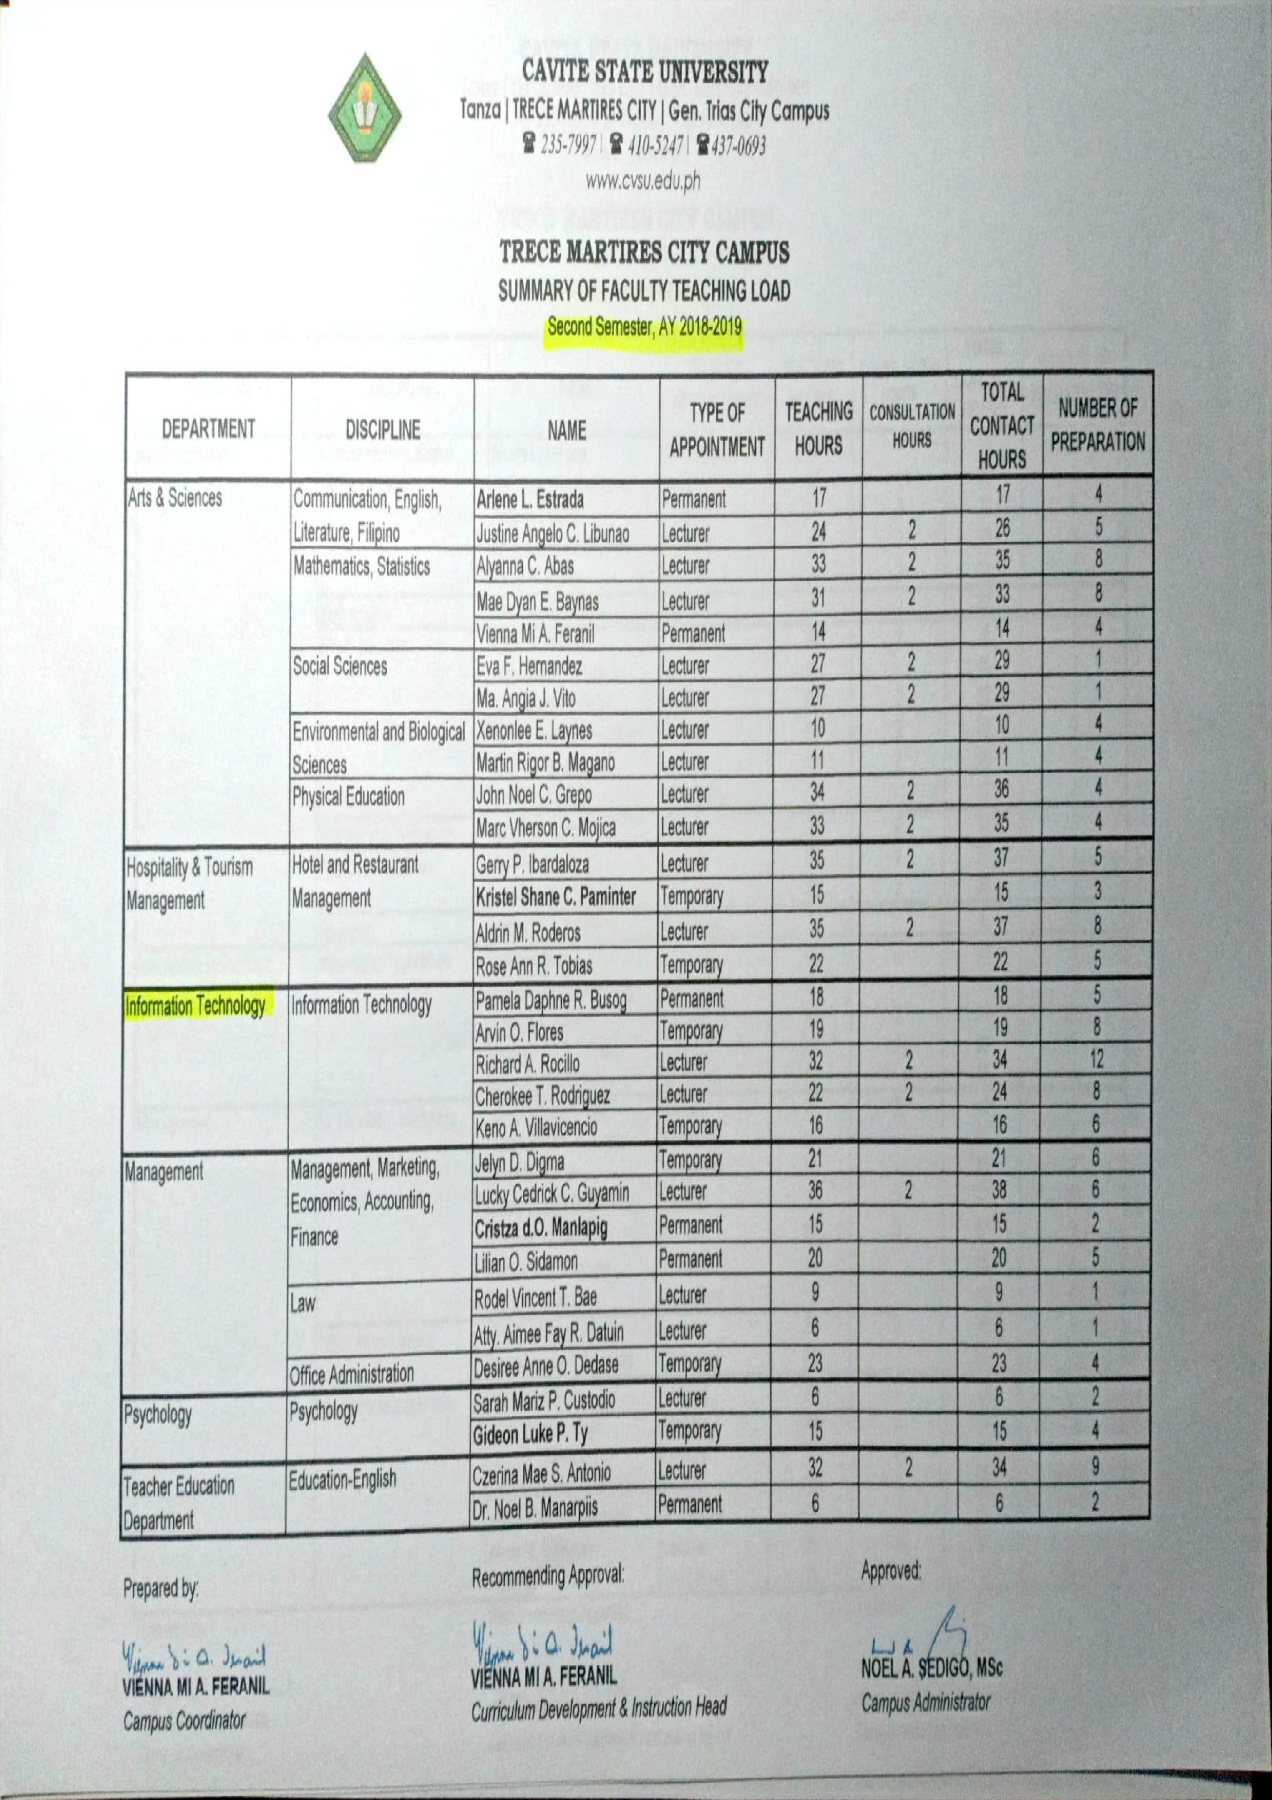 CAVITE STATE UNIVERSITY
Tanza | TRECE MARTIRES CITY | Gen. Trias City Campus
☎ 235-7997 | ☎ 410-5247 | ☎ 437-0693
www.cvsu.edu.ph
TRECE MARTIRES CITY CAMPUS
SUMMARY OF FACULTY TEACHING LOAD
Second Semester, AY 2018-2019
DEPARTMENT DISCIPLINE NAME TYPE OF APPOINTMENT TEACHING HOURS CONSULTATION HOURS TOTAL CONTACT HOURS NUMBER OF PREPARATION
Arts & Sciences Communication, English, Arlene L. Estrada Permanent 17 17 4
Literature, Filipino Justine Angelo C. Libunao Lecturer 24 2 26 5
Mathematics, Statistics Alyanna C. Abas Lecturer 33 2 35 8
Mae Dyan E. Baynas Lecturer 31 2 33 8
Vienna Mi A. Feranil Permanent 14 14 4
Social Sciences Eva F. Hernandez Lecturer 27 2 29 1
Ma. Angia J. Vito Lecturer 27 2 29 1
Environmental and Biological Xenonlee E. Laynes Lecturer 10 10 4
Sciences Martin Rigor B. Magano Lecturer 11 11 4
Physical Education John Noel C. Grepo Lecturer 34 2 36 4
Marc Vherson C. Mojica Lecturer 33 2 35 4
Hospitality & Tourism Hotel and Restaurant Gerry P. Ibardaloza Lecturer 35 2 37 5
Management Management Kristel Shane C. Paminter Temporary 15 15 3
Aldrin M. Roderos Lecturer 35 2 37 8
Rose Ann R. Tobias Temporary 22 22 5
Information Technology Information Technology Pamela Daphne R. Busog Permanent 18 18 5
Arvin O. Flores Temporary 19 19 8
Richard A. Rocillo Lecturer 32 2 34 12
Cherokee T. Rodriguez Lecturer 22 2 24 8
Keno A. Villavicencio Temporary 16 16 6
Management Management, Marketing, Jelyn D. Digma Temporary 21 21 6
Economics, Accounting, Lucky Cedrick C. Guyamin Lecturer 36 2 38 6
Finance Cristza d.O. Manlapig Permanent 15 15 2
Lilian O. Sidamon Permanent 20 20 5
Law Rodel Vincent T. Bae Lecturer 9 9 1
Atty. Aimee Fay R. Datuin Lecturer 6 6 1
Office Administration Desiree Anne O. Dedase Temporary 23 23 4
Psychology Psychology Sarah Mariz P. Custodio Lecturer 6 6 2
Gideon Luke P. Ty Temporary 15 15 4
Teacher Education Education-English Czerina Mae S. Antonio Lecturer 32 2 34 9
Department Dr. Noel B. Manarpiis Permanent 6 6 2
Prepared by: Recommending Approval: Approved:
VIENNA MI A. FERANIL VIENNA MI A. FERANIL NOEL A. SEDIGO, MSc
Campus Coordinator Curriculum Development & Instruction Head Campus Administrator